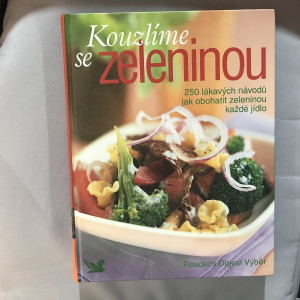 Kouzlíme
se zeleninou
250 lákavých návodů
jak obohatit zeleninou
každé jídlo
Reader's Digest Výběr